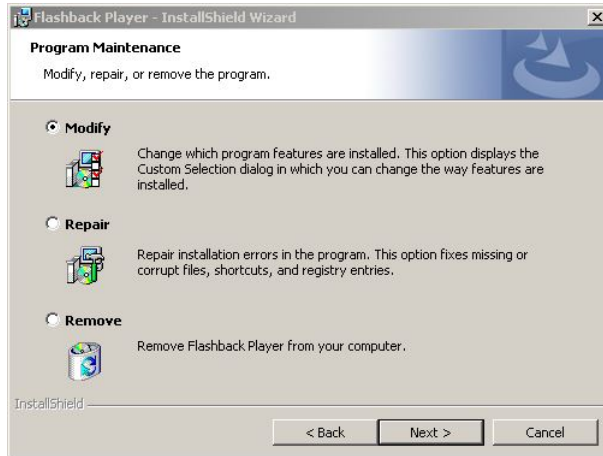 Flashback Player - InstallShield Wizard
Program Maintenance
Modify, repair, or remove the program.
Modify
Change which program features are installed. This option displays the
Custom Selection dialog in which you can change the way features are
installed.
Repair
Repair installation errors in the program. This option fixes missing or
corrupt files, shortcuts, and registry entries.
Remove
Remove Flashback Player from your computer.
InstallShield
< Back Next > Cancel